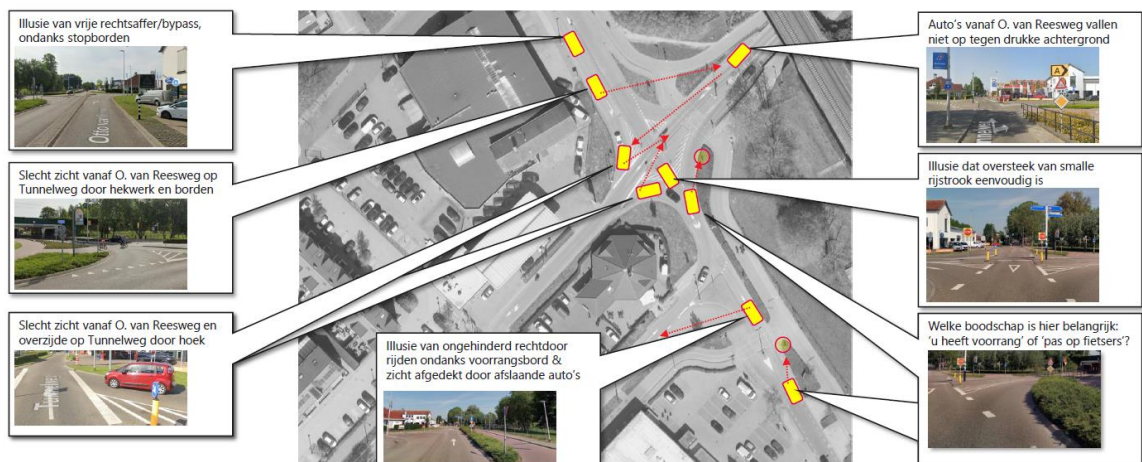 Illusie van vrije rechtsaffer/bypass,
ondanks stopborden
Slecht zicht vanaf O. van Reesweg op
Tunnelweg door hekwerk en borden
Slecht zicht vanaf O. van Reesweg en
overzijde op Tunnelweg door hoek
Illusie van ongehinderd rechtdoor
rijden ondanks voorrangsbord &
zicht afgedekt door afslaande auto's
Auto's vanaf O. van Reesweg vallen
niet op tegen drukke achtergrond
A
Illusie dat oversteek van smalle
rijstrook eenvoudig is
Welke boodschap is hier belangrijk:
'u heeft voorrang' of 'pas op fietsers'?